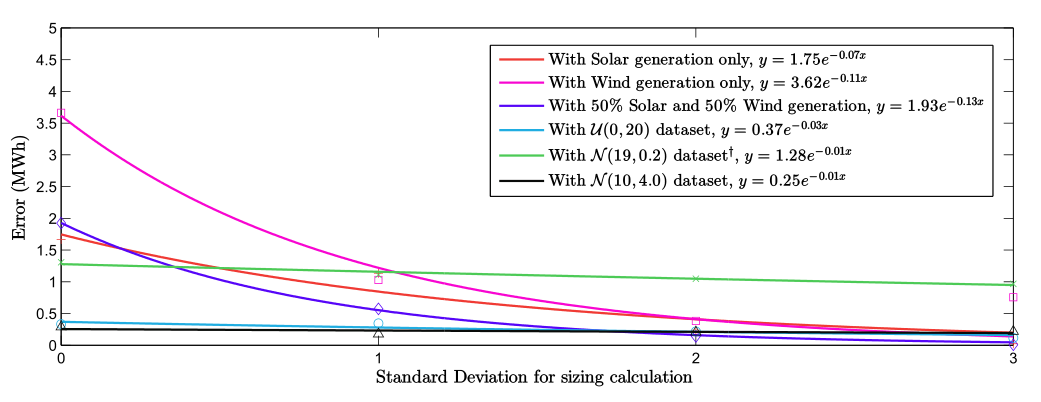 5
4.5
4
3.5
3
2.5
2
1.5
1
0.5
0
Error (MWh)
With Solar generation only, y = 1.75e^{-0.07x}
With Wind generation only, y = 3.62e^{-0.11x}
With 50% Solar and 50% Wind generation, y = 1.93e^{-0.13x}
With 𝒰(0, 20) dataset, y = 0.37e^{-0.03x}
With 𝒩(19, 0.2) dataset†, y = 1.28e^{-0.01x}
With 𝒩(10, 4.0) dataset, y = 0.25e^{-0.01x}
0 1 2 3
Standard Deviation for sizing calculation